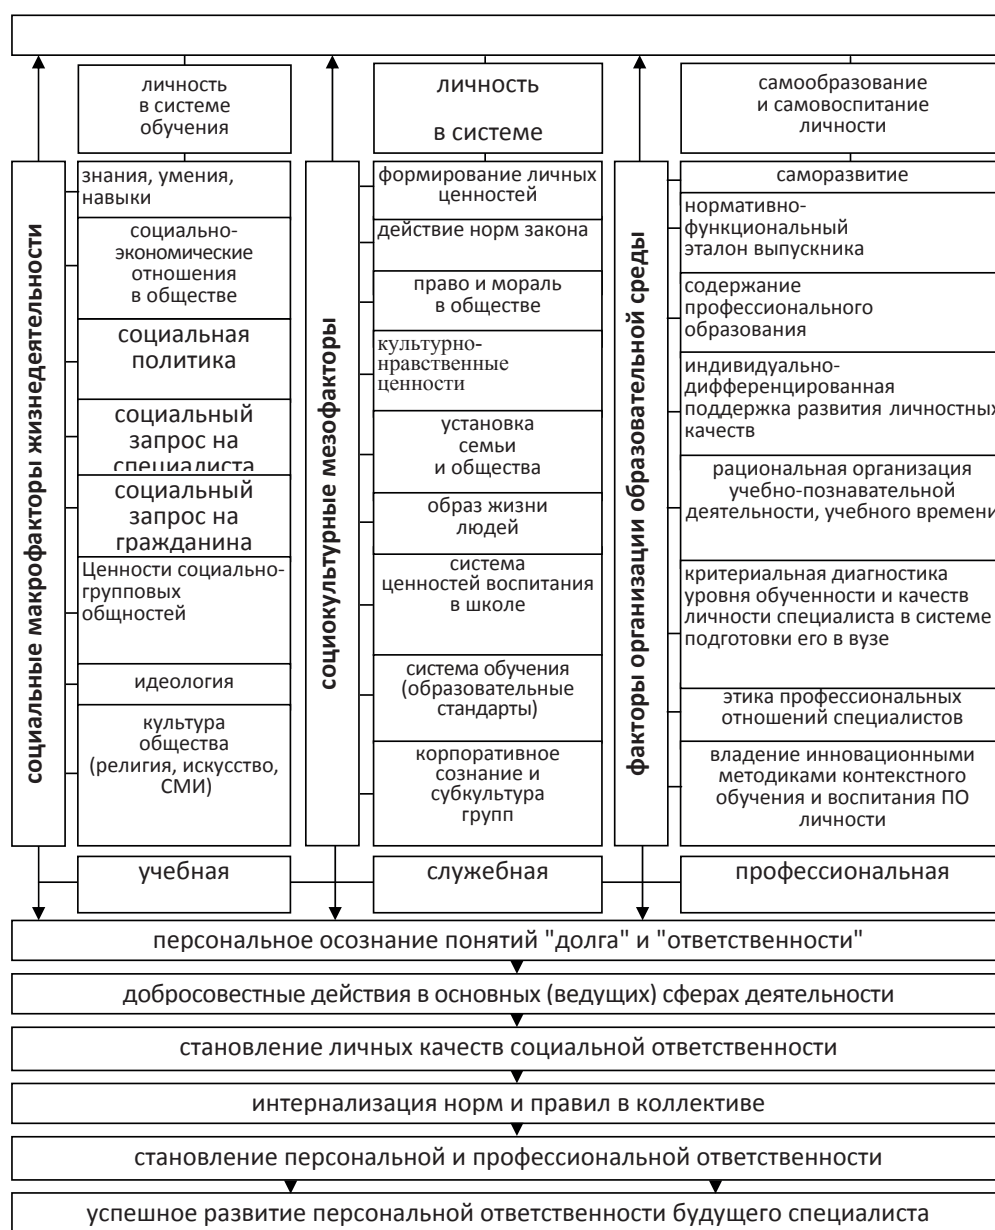 личность
в системе
обучения
личность
в системе
самообразование
и самовоспитание
личности
социальные макрофакторы жизнедеятельности
знания, умения,
навыки
социально-
экономические
отношения
в обществе
социальная
политика
социальный
запрос на
специалиста
социальный
запрос на
гражданина
Ценности социально-
групповых
общностей
идеология
культура
общества
(религия, искусство,
СМИ)
социокультурные мезофакторы
формирование личных
ценностей
действие норм закона
право и мораль
в обществе
культурно-
нравственные
ценности
установка
семьи
и общества
образ жизни
людей
система
ценностей воспитания
в школе
система обучения
(образовательные
стандарты)
корпоративное
сознание и
субкультура
групп
факторы организации образовательной среды
саморазвитие
нормативно-
функциональный
эталон выпускника
содержание
профессионального
образования
индивидуально-
дифференцированная
поддержка развития личностных
качеств
рациональная организация
учебно-познавательной
деятельности, учебного времени
критериальная диагностика
уровня обученности и качеств
личности специалиста в системе
подготовки его в вузе
этика профессиональных
отношений специалистов
владение инновационными
методиками контекстного
обучения и воспитания ПО
личности
учебная
служебная
профессиональная
персональное осознание понятий "долга" и "ответственности"
добросовестные действия в основных (ведущих) сферах деятельности
становление личных качеств социальной ответственности
интернализация норм и правил в коллективе
становление персональной и профессиональной ответственности
успешное развитие персональной ответственности будущего специалиста